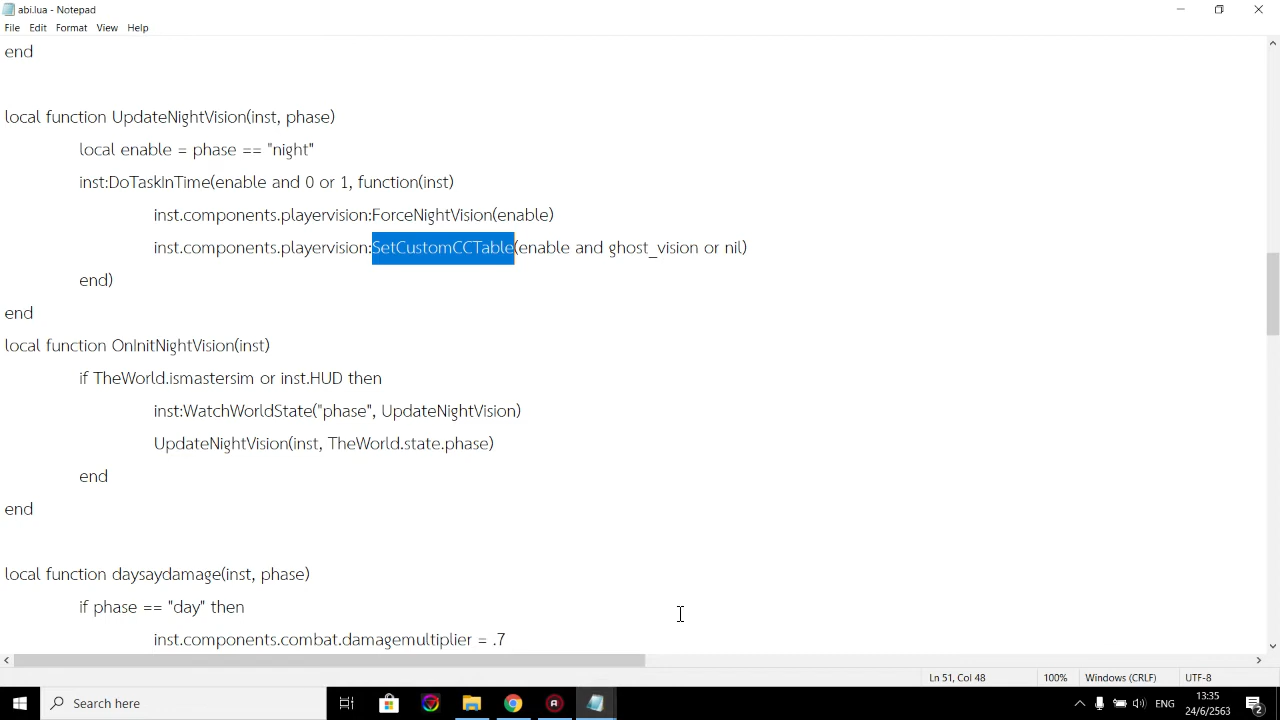 abi.lua - Notepad
File Edit Format View Help
end
local function UpdateNightVision(inst, phase)
local enable = phase == "night"
inst:DoTaskInTime(enable and 0 or 1, function(inst)
inst.components.playervision:ForceNightVision(enable)
inst.components.playervision:SetCustomCCTable(enable and ghost_vision or nil)
end)
end
local function OnInitNightVision(inst)
if TheWorld.ismastersim or inst.HUD then
inst:WatchWorldState("phase", UpdateNightVision)
UpdateNightVision(inst, TheWorld.state.phase)
end
end
local function daysaydamage(inst, phase)
if phase == "day" then
inst.components.combat.damagemultiplier = .7
Ln 51, Col 48 100% Windows (CRLF) UTF-8
Search here ENG 13:35
24/6/2563 2